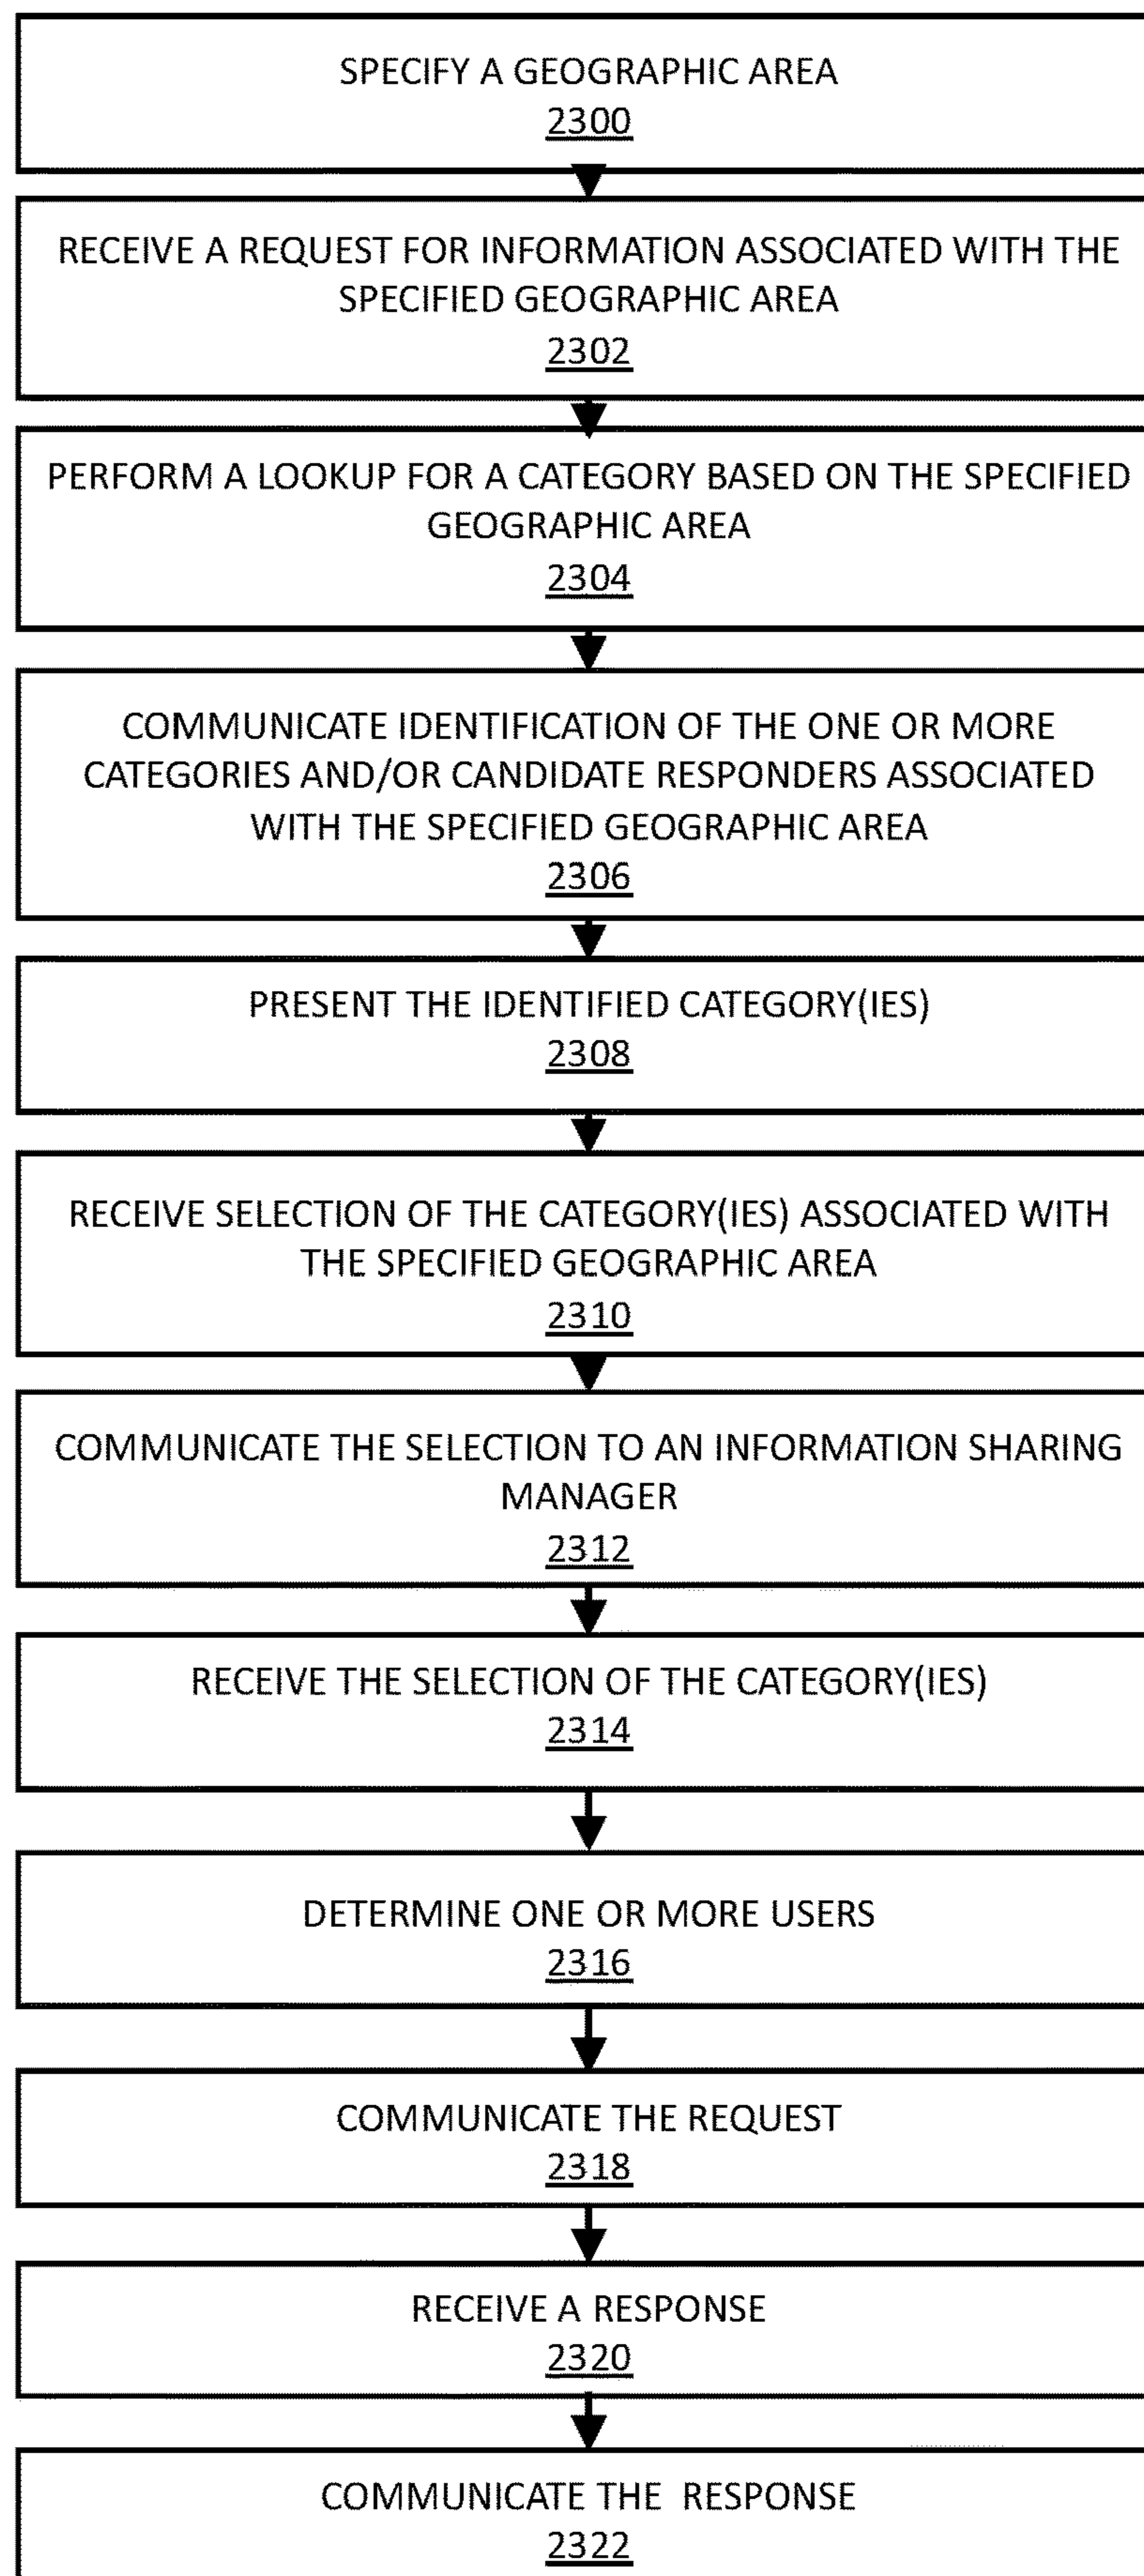 SPECIFY A GEOGRAPHIC AREA
2300
RECEIVE A REQUEST FOR INFORMATION ASSOCIATED WITH THE
SPECIFIED GEOGRAPHIC AREA
2302
PERFORM A LOOKUP FOR A CATEGORY BASED ON THE SPECIFIED
GEOGRAPHIC AREA
2304
COMMUNICATE IDENTIFICATION OF THE ONE OR MORE
CATEGORIES AND/OR CANDIDATE RESPONDERS ASSOCIATED
WITH THE SPECIFIED GEOGRAPHIC AREA
2306
PRESENT THE IDENTIFIED CATEGORY(IES)
2308
RECEIVE SELECTION OF THE CATEGORY(IES) ASSOCIATED WITH
THE SPECIFIED GEOGRAPHIC AREA
2310
COMMUNICATE THE SELECTION TO AN INFORMATION SHARING
MANAGER
2312
RECEIVE THE SELECTION OF THE CATEGORY(IES)
2314
DETERMINE ONE OR MORE USERS
2316
COMMUNICATE THE REQUEST
2318
RECEIVE A RESPONSE
2320
COMMUNICATE THE RESPONSE
2322